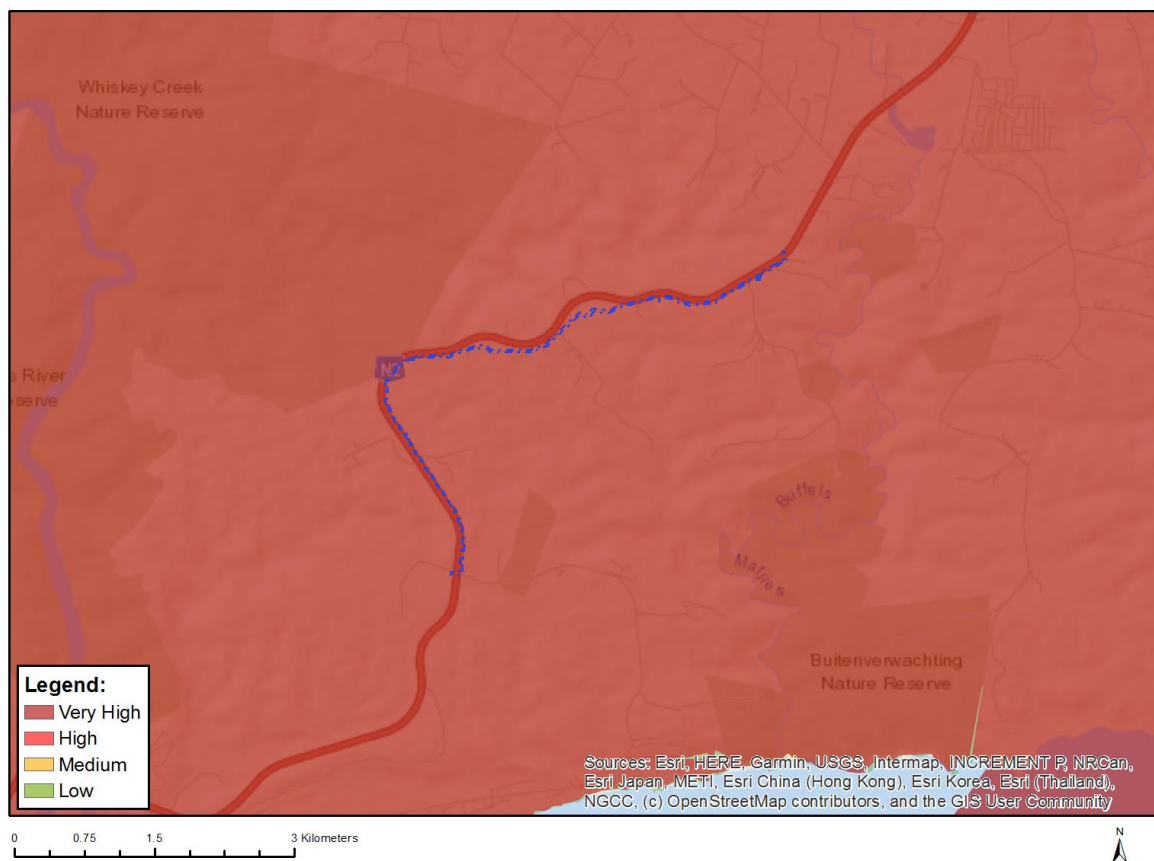 Whiskey Creek
Nature Reserve
N2
s River
serve
Buffels
Matjies
Buitenverwachting
Nature Reserve
Legend:
Very High
High
Medium
Low
Sources: Esri, HERE, Garmin, USGS, Intermap, INCREMENT P, NRCan,
Esri Japan, METI, Esri China (Hong Kong), Esri Korea, Esri (Thailand),
NGCC, (c) OpenStreetMap contributors, and the GIS User Community
0 0.75 1.5 3 Kilometers
N